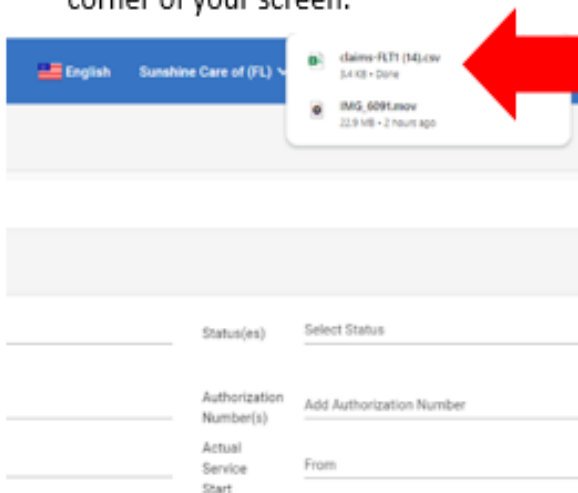 corner of your screen.
claims-FLT1 (14).csv
3.4 KB • Done
English Sunshine Care of (FL)
IMG_6091.mov
22.9 MB • 2 hours ago
Status(es) Select Status
Authorization
Number(s)
Add Authorization Number
Actual
Service
Start
From